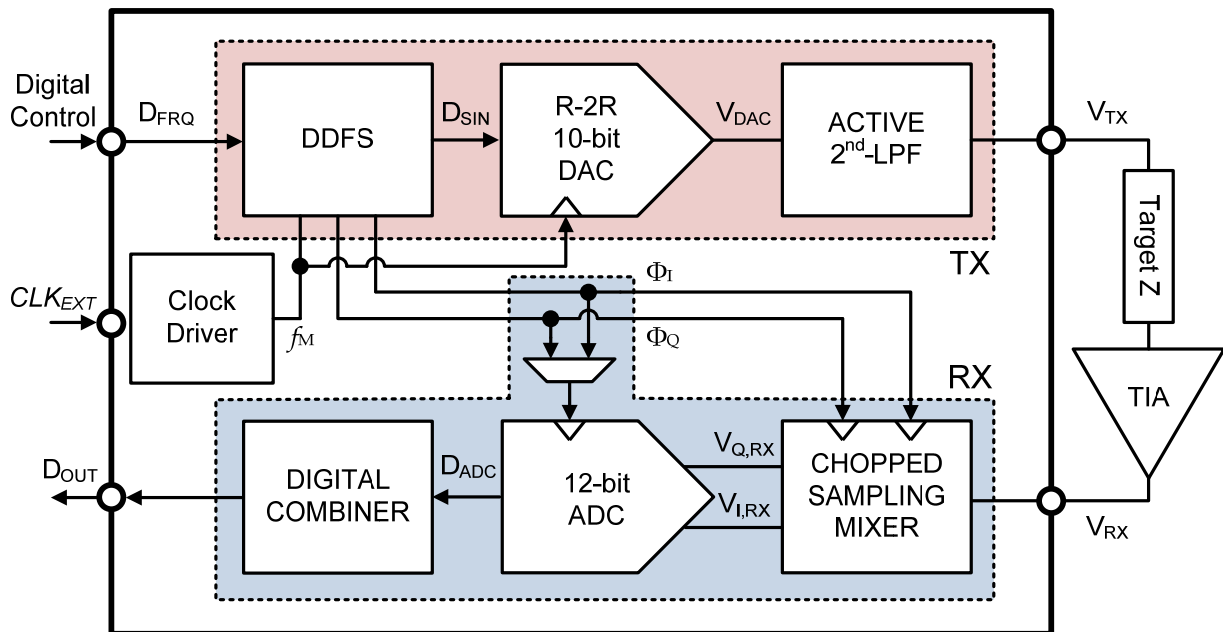 Digital
Control
D_FRQ
DDFS
D_SIN
R-2R
10-bit
DAC
V_DAC
ACTIVE
2^nd-LPF
V_TX
TX
Target Z
CLK_EXT
Clock
Driver
f_M
Φ_I
Φ_Q
RX
TIA
D_OUT
DIGITAL
COMBINER
D_ADC
12-bit
ADC
V_Q,RX
V_I,RX
CHOPPED
SAMPLING
MIXER
V_RX